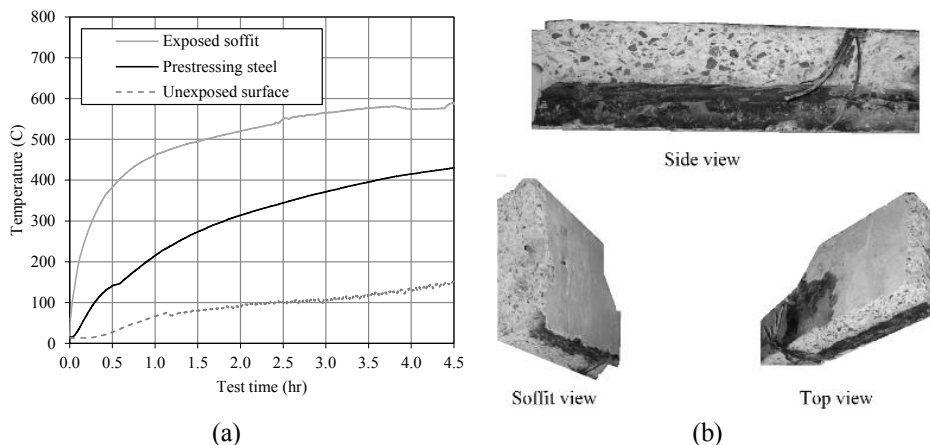 800
700
600
500
400
300
200
100
0
Temperature (C)
Exposed soffit
Prestressing steel
Unexposed surface
0.0 0.5 1.0 1.5 2.0 2.5 3.0 3.5 4.0 4.5
Test time (hr)
(a)
Side view
Soffit view
Top view
(b)